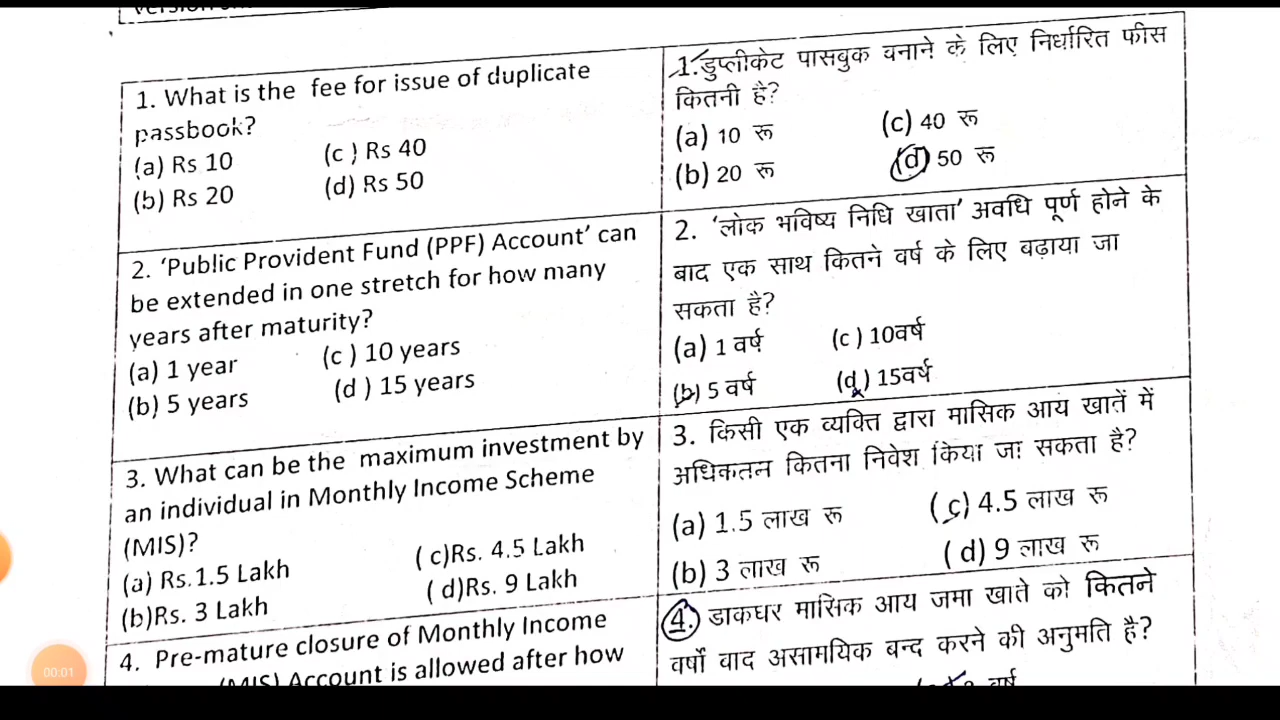 1. What is the fee for issue of duplicate
passbook?
(a) Rs 10 (c ) Rs 40
(b) Rs 20 (d) Rs 50
1. डुप्लीकेट पासबुक वनाने के लिए निर्धारित फीस
कितनी है?
(a) 10 रू (c) 40 रू
(b) 20 रू (d) 50 रू
2. ‘Public Provident Fund (PPF) Account’ can
be extended in one stretch for how many
years after maturity?
(a) 1 year (c ) 10 years
(b) 5 years (d ) 15 years
2. ‘लोक भविष्य निधि खाता’ अवधि पूर्ण होने के
बाद एक साथ कितने वर्ष के लिए बढ़ाया जा
सकता है?
(a) 1 वर्ष (c ) 10वर्ष
(b) 5 वर्ष (d ) 15वर्ष
3. What can be the maximum investment by
an individual in Monthly Income Scheme
(MIS)?
(a) Rs.1.5 Lakh ( c)Rs. 4.5 Lakh
(b)Rs. 3 Lakh ( d)Rs. 9 Lakh
3. किसी एक व्यक्ति द्वारा मासिक आय खातें में
अधिकतम कितना निवेश किया जा सकता है?
(a) 1.5 लाख रू ( c) 4.5 लाख रू
(b) 3 लाख रू ( d) 9 लाख रू
4. Pre-mature closure of Monthly Income
(MIS) Account is allowed after how
4. डाकघर मासिक आय जमा खाते को कितने
वर्षों वाद असामयिक बन्द करने की अनुमति है?
00:01